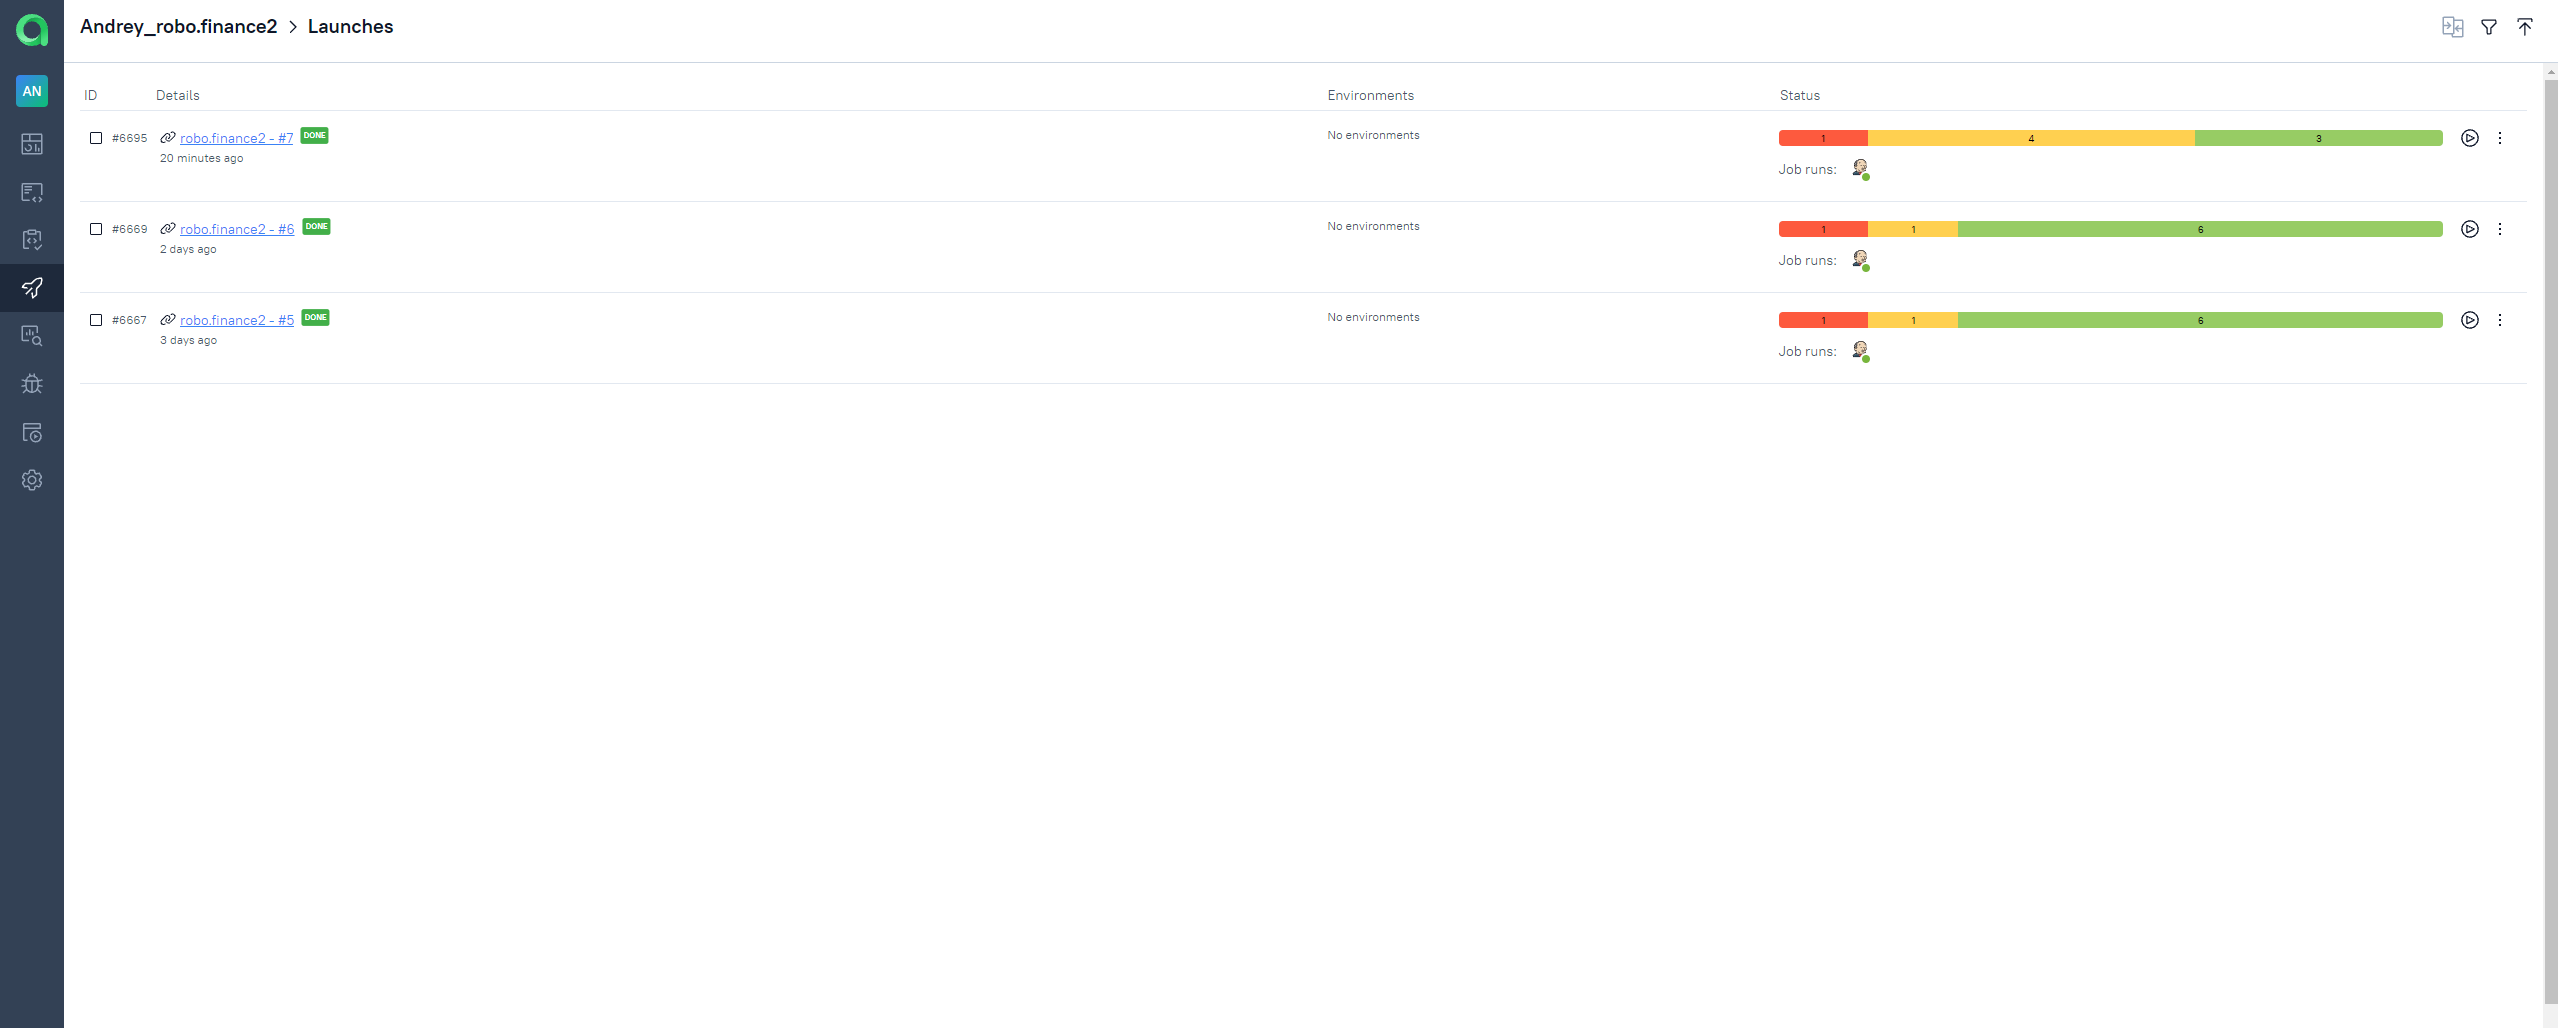 Andrey_robo.finance2 > Launches
AN
ID Details Environments Status
#6695 robo.finance2 - #7 DONE No environments 1 4 3
20 minutes ago
Job runs:
#6669 robo.finance2 - #6 DONE No environments 1 1 6
2 days ago
Job runs:
#6667 robo.finance2 - #5 DONE No environments 1 1 6
3 days ago
Job runs: